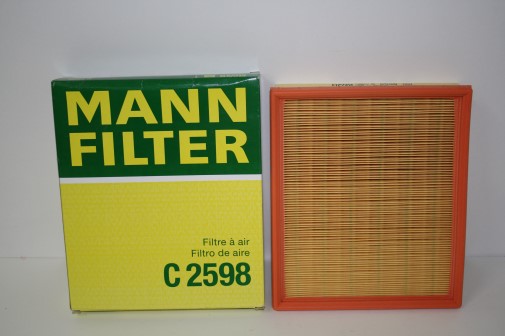 MANN
FILTER
Filtre à air
Filtro de aire
C 2598